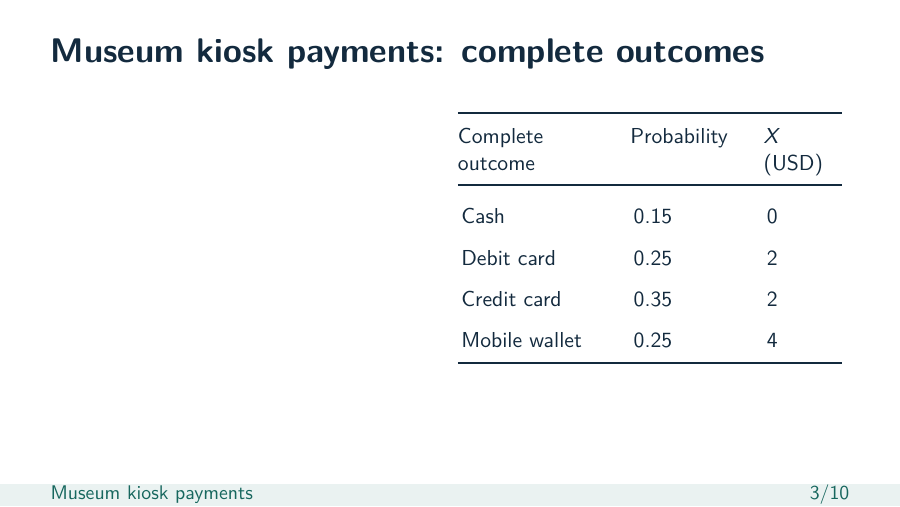 Museum kiosk payments: complete outcomes
Complete outcome Probability X (USD)
Cash 0.15 0
Debit card 0.25 2
Credit card 0.35 2
Mobile wallet 0.25 4
Museum kiosk payments 3/10